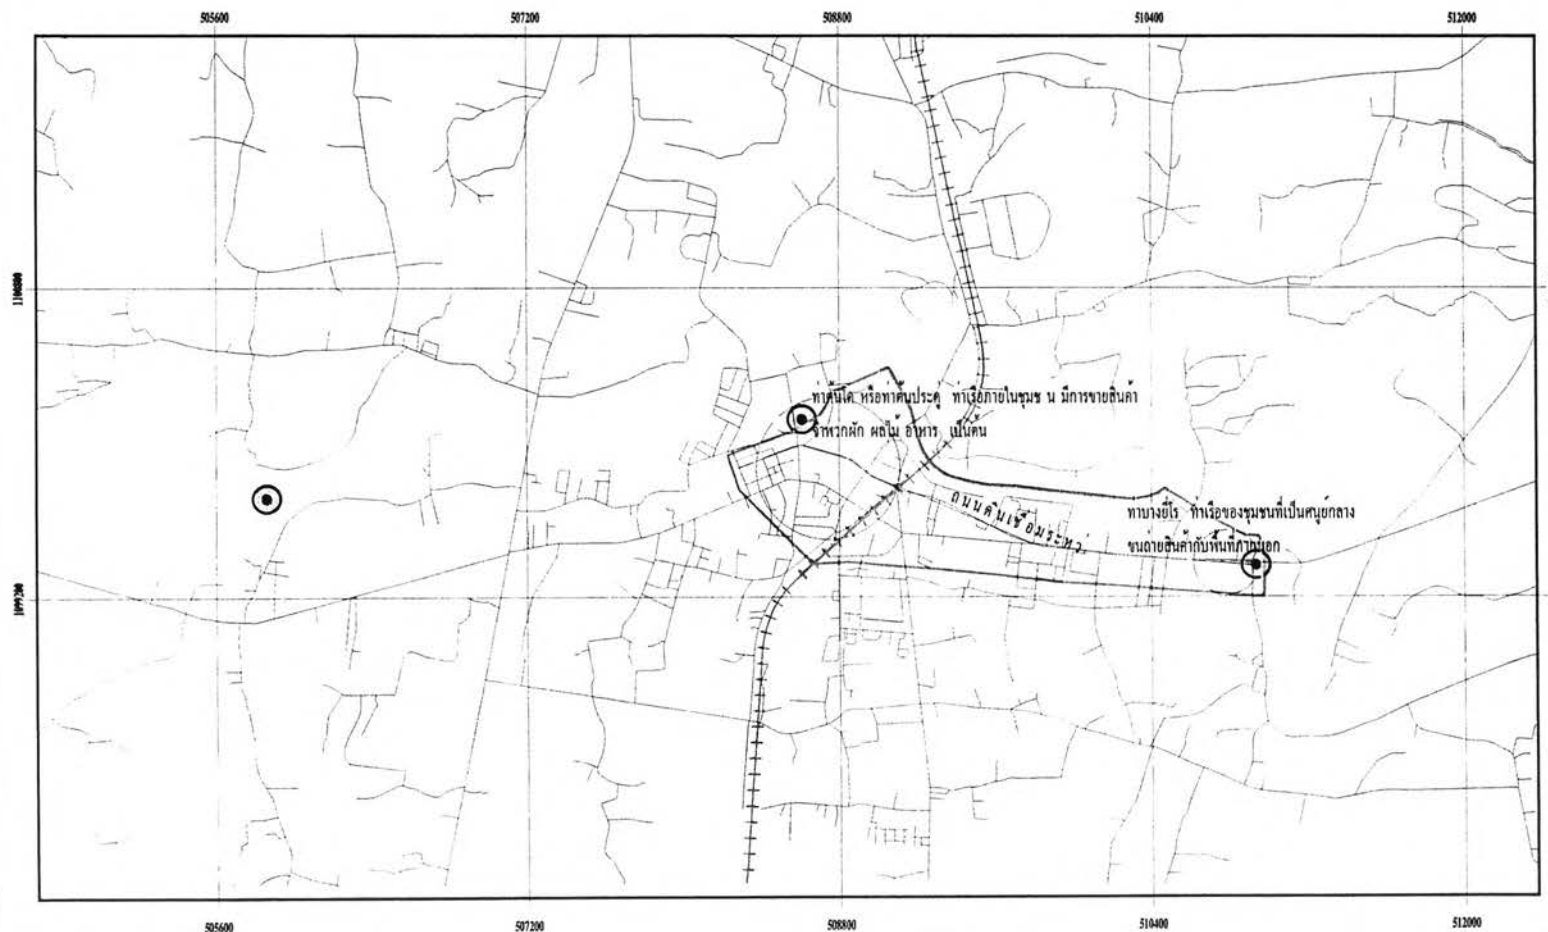 505600 507200 508800 510400 512000
1100800
ท่าต้นโด หรือท่าต้นประดู่ ท่าเรือภายในชุมช น มีการขายสินค้า
จำพวกผัก ผลไม้ อาหาร เป็นต้น
ถนนดินเชื่อมระหว่
ท่าบางยี่โร ท่าเรือของชุมชนที่เป็นศูนย์กลาง
ขนถ่ายสินค้ากับพื้นที่ภายนอก
1099200
505600 507200 508800 510400 512000